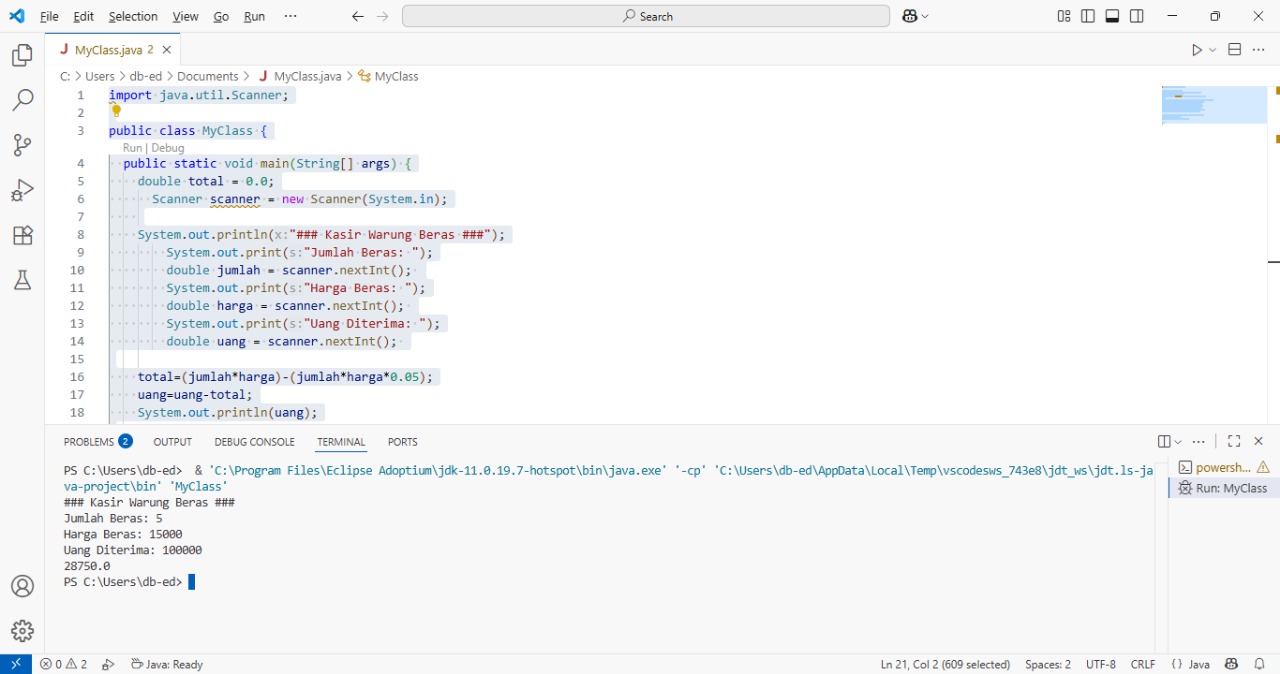 File Edit Selection View Go Run ··· Search
MyClass.java 2
C: > Users > db-ed > Documents > MyClass.java > MyClass
1 import java.util.Scanner;
2
3 public class MyClass {
Run | Debug
4 public static void main(String[] args) {
5 double total = 0.0;
6 Scanner scanner = new Scanner(System.in);
7
8 System.out.println(x:"### Kasir Warung Beras ###");
9 System.out.print(s:"Jumlah Beras: ");
10 double jumlah = scanner.nextInt();
11 System.out.print(s:"Harga Beras: ");
12 double harga = scanner.nextInt();
13 System.out.print(s:"Uang Diterima: ");
14 double uang = scanner.nextInt();
15
16 total=(jumlah*harga)-(jumlah*harga*0.05);
17 uang=uang-total;
18 System.out.println(uang);
PROBLEMS 2 OUTPUT DEBUG CONSOLE TERMINAL PORTS
PS C:\Users\db-ed> & 'C:\Program Files\Eclipse Adoptium\jdk-11.0.19.7-hotspot\bin\java.exe' '-cp' 'C:\Users\db-ed\AppData\Local\Temp\vscodesws_743e8\jdt_ws\jdt.ls-ja
va-project\bin' 'MyClass'
### Kasir Warung Beras ###
Jumlah Beras: 5
Harga Beras: 15000
Uang Diterima: 100000
28750.0
PS C:\Users\db-ed>
powersh...
Run: MyClass
0 2 Java: Ready Ln 21, Col 2 (609 selected) Spaces: 2 UTF-8 CRLF {} Java